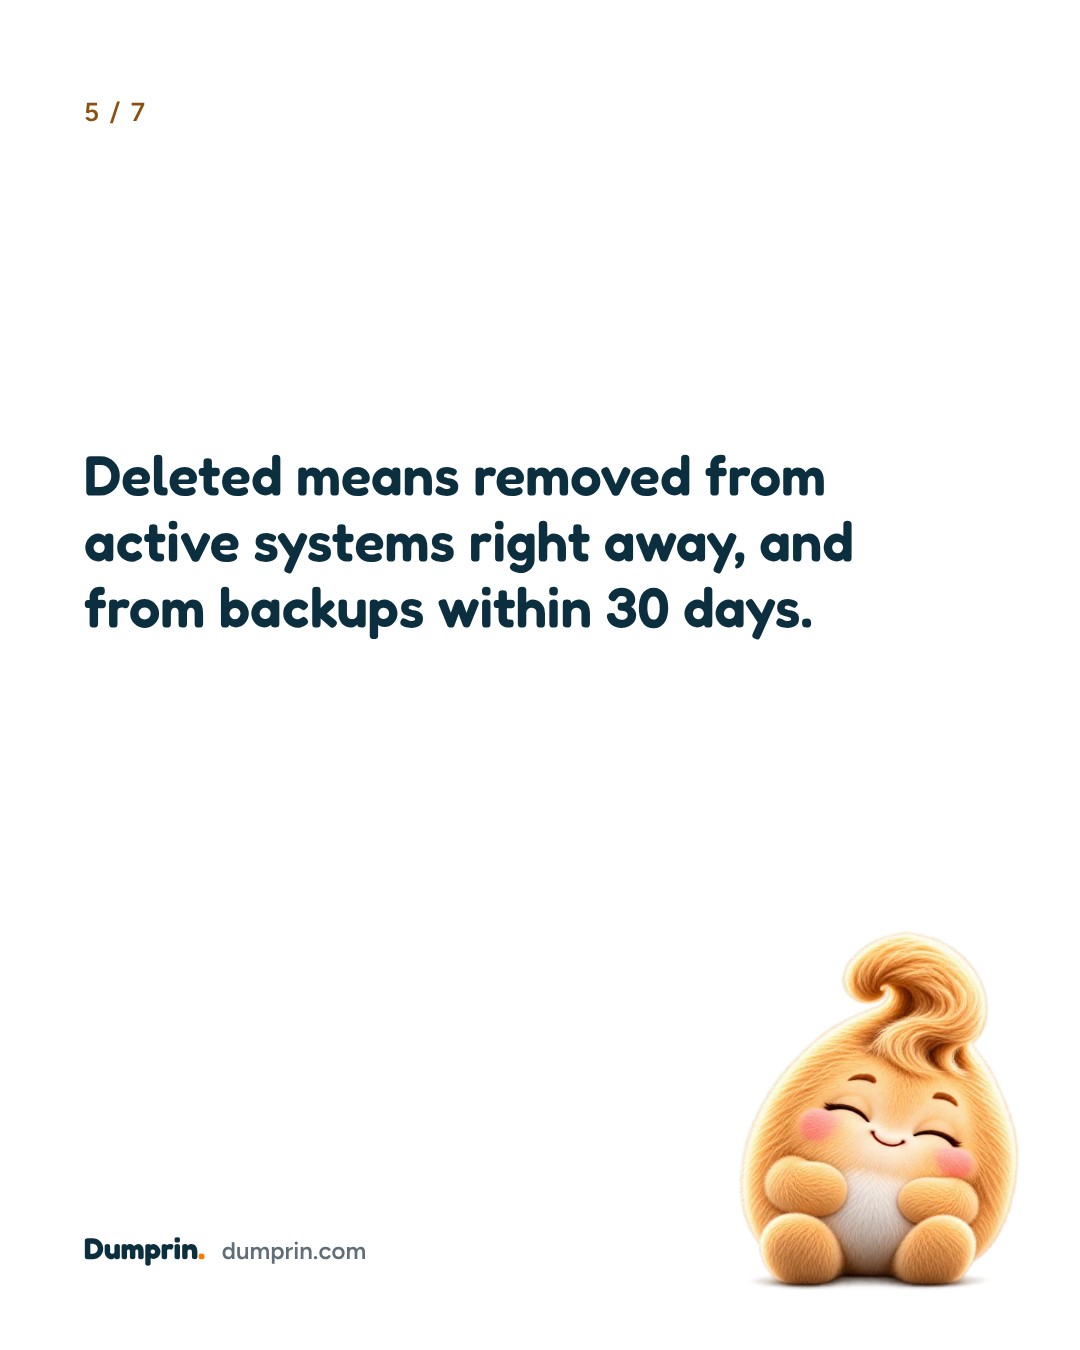 5 / 7
Deleted means removed from
active systems right away, and
from backups within 30 days.
Dumprin. dumprin.com